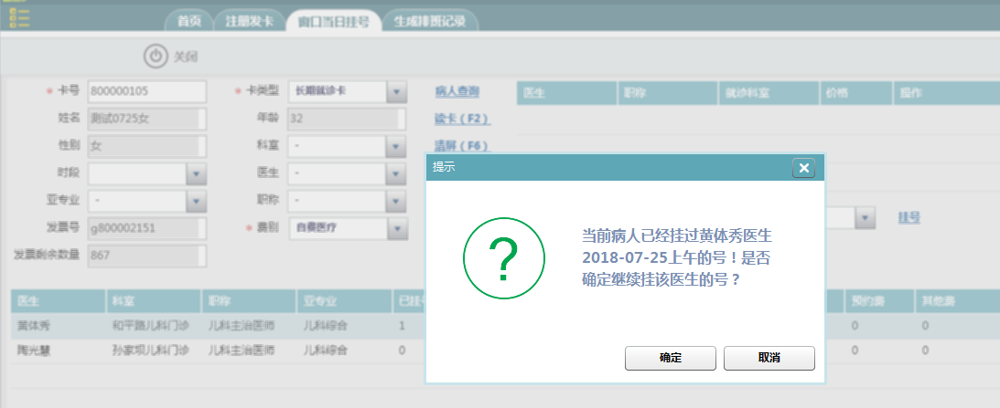 首页
注册发卡
窗口当日挂号
生成排班记录
关闭
* 卡号 800000105 * 卡类型 长期就诊卡 病人查询
姓名 测试0725女 年龄 32 读卡（F2）
性别 女 科室 - 清屏（F6）
时段 医生 -
亚专业 - 职称 -
发票号 g800002151 * 费别 自费医疗 挂号
发票剩余数量 867
医生 职称 就诊科室 价格 操作
提示
当前病人已经挂过黄体秀医生
2018-07-25上午的号！是否
确定继续挂该医生的号？
确定 取消
医生 科室 职称 亚专业 已挂号 预约费 其他费
黄体秀 和平路儿科门诊 儿科主治医师 儿科综合 1 0 0
陶光慧 孙家坝儿科门诊 儿科主治医师 儿科综合 0 0 0